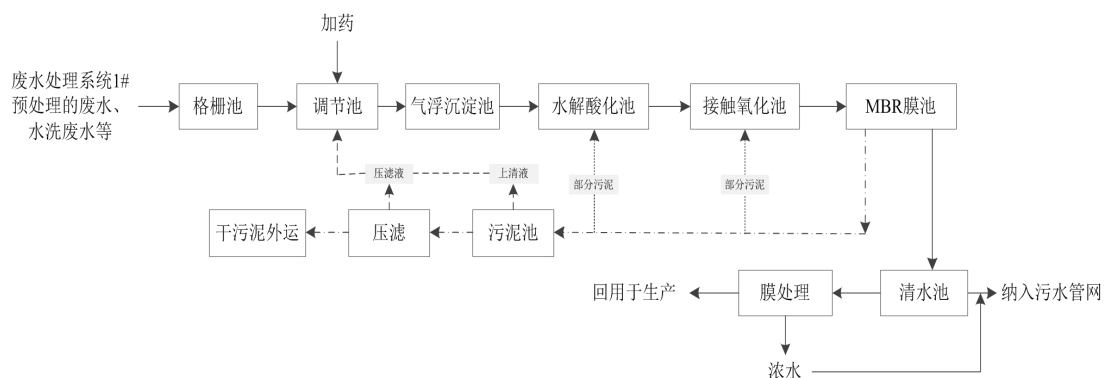 加药
废水处理系统1#
预处理的废水、
水洗废水等
格栅池
调节池
气浮沉淀池
水解酸化池
接触氧化池
MBR膜池
压滤液
上清液
部分污泥
部分污泥
干污泥外运
压滤
污泥池
回用于生产
膜处理
清水池
纳入污水管网
浓水